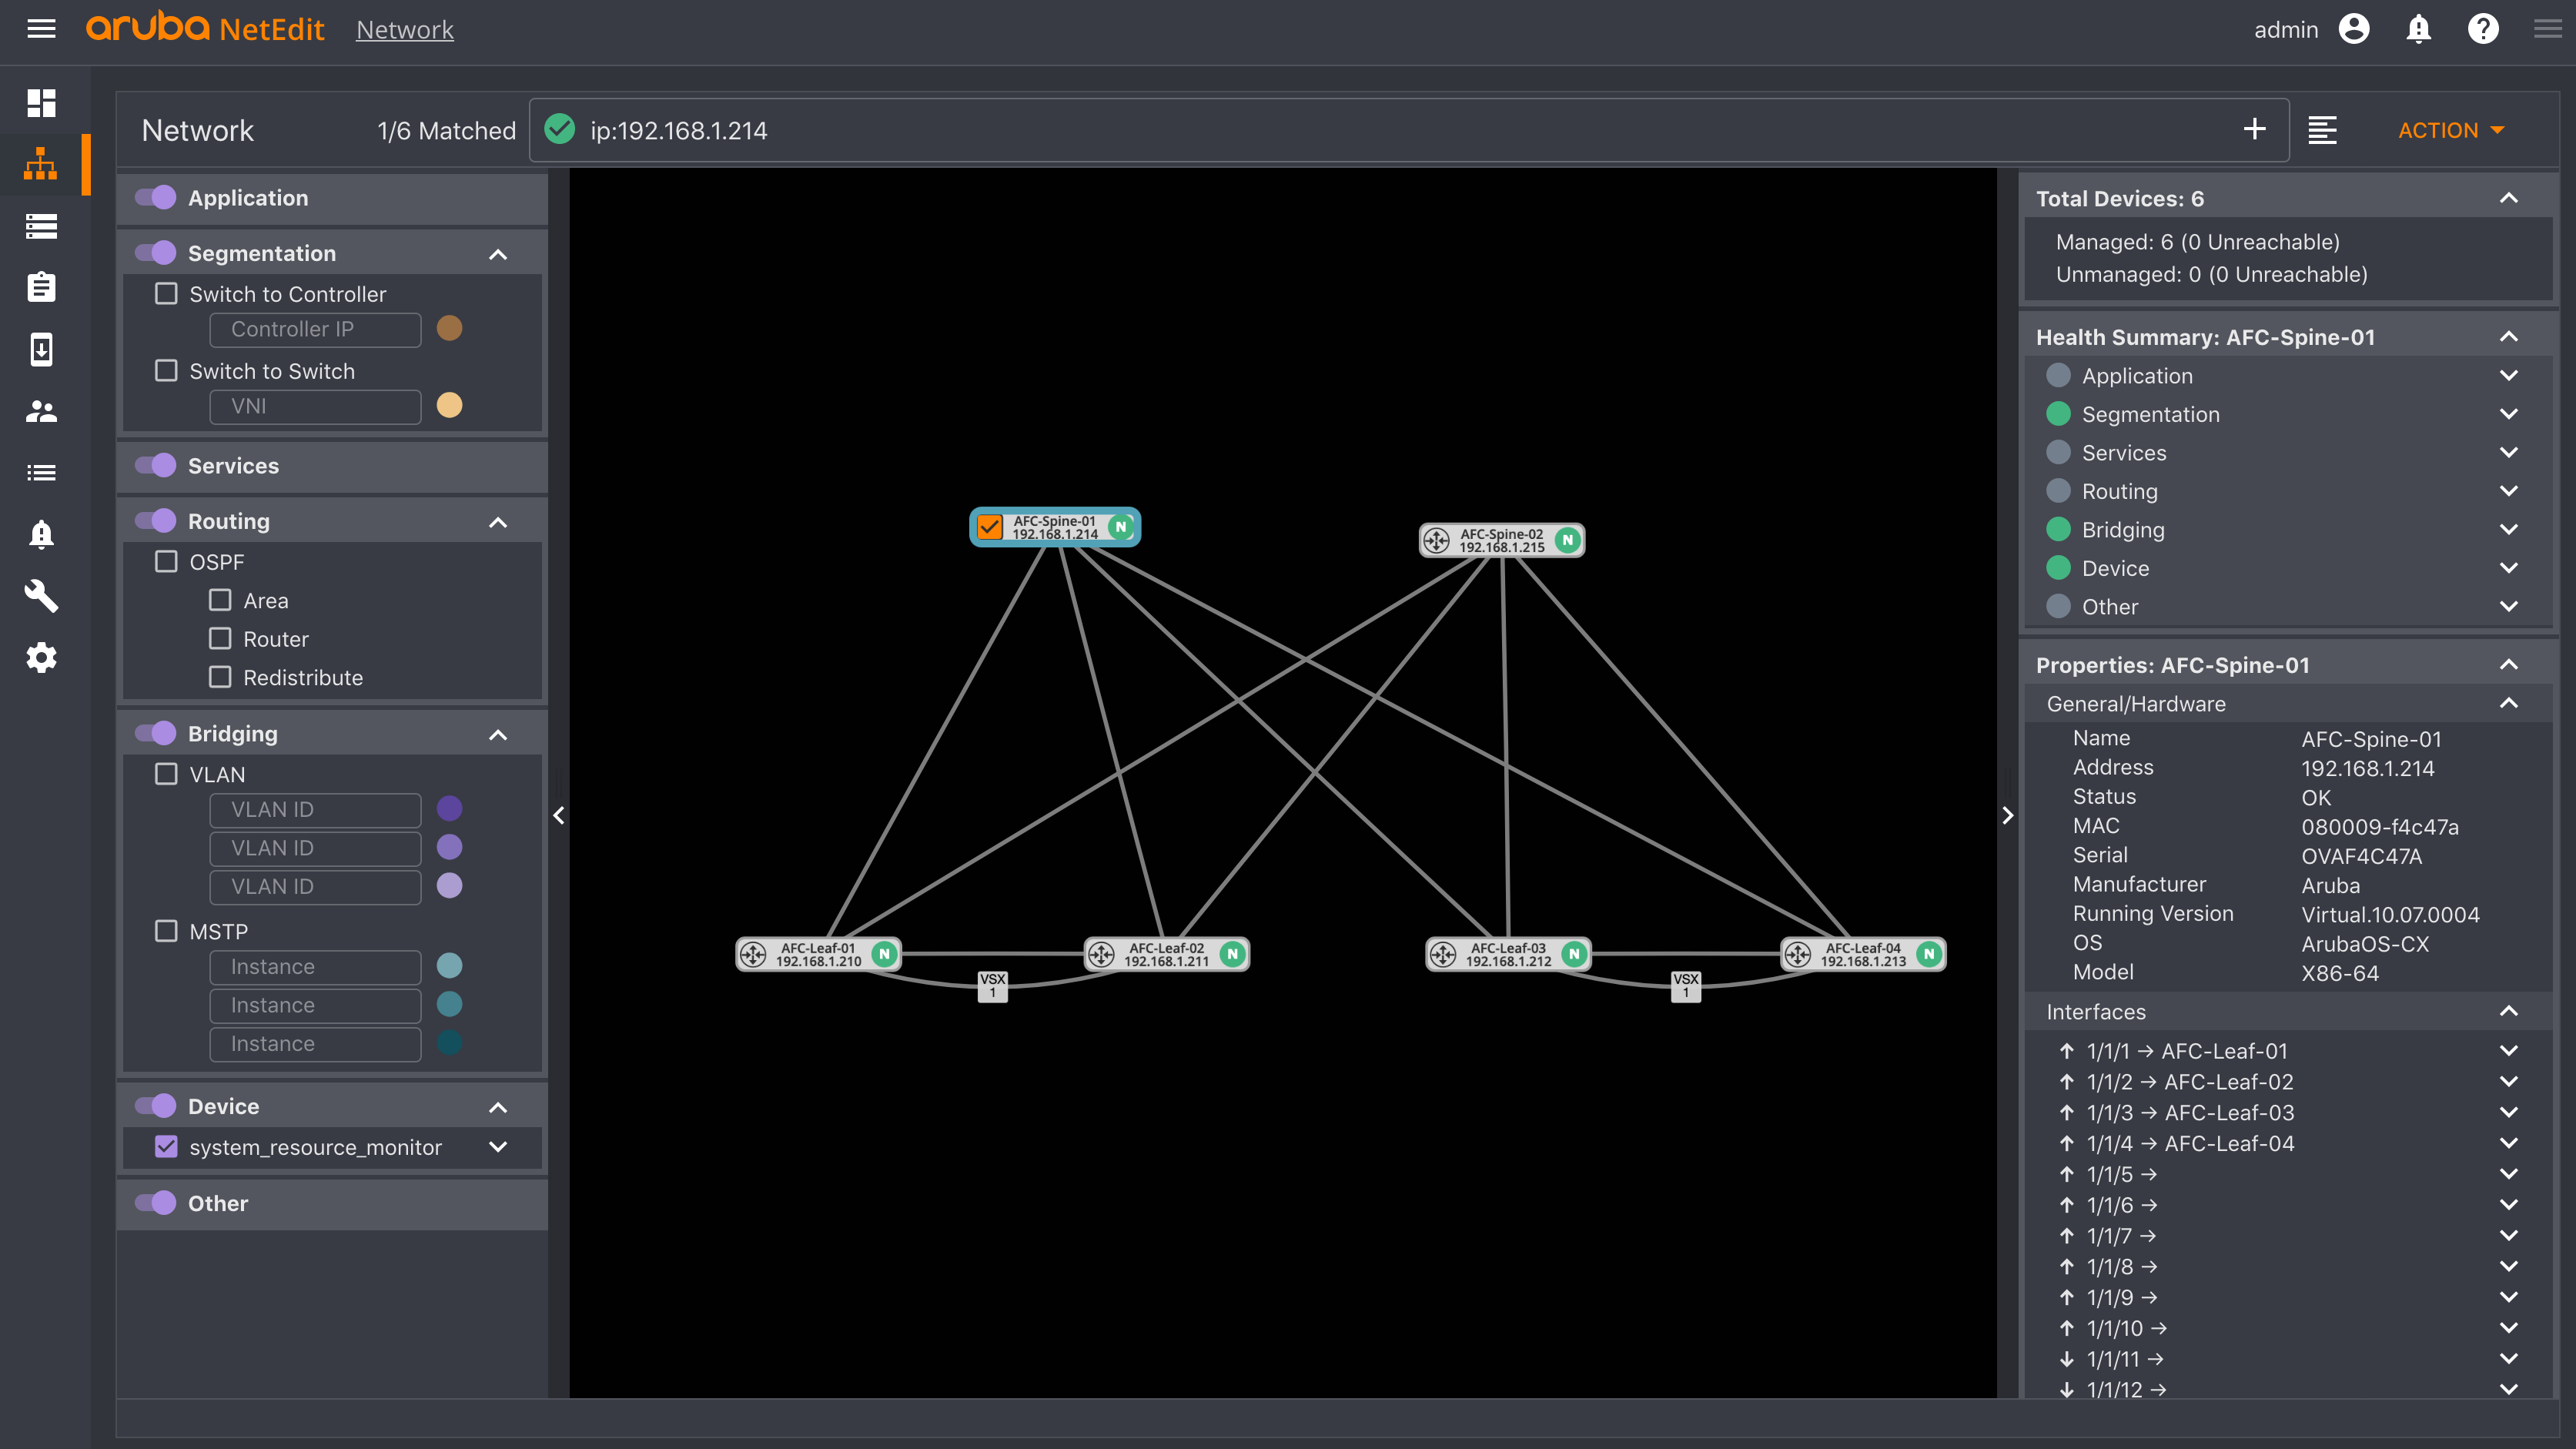 aruba NetEdit Network
admin
Network
1/6 Matched
ip:192.168.1.214
ACTION
Application
Segmentation
Switch to Controller
Controller IP
Switch to Switch
VNI
Services
Routing
OSPF
Area
Router
Redistribute
Bridging
VLAN
VLAN ID
VLAN ID
VLAN ID
MSTP
Instance
Instance
Instance
Device
system_resource_monitor
Other
AFC-Spine-01
192.168.1.214
N
AFC-Spine-02
192.168.1.215
N
AFC-Leaf-01
192.168.1.210
N
AFC-Leaf-02
192.168.1.211
N
VSX
1
AFC-Leaf-03
192.168.1.212
N
AFC-Leaf-04
192.168.1.213
N
VSX
1
Total Devices: 6
Managed: 6 (0 Unreachable)
Unmanaged: 0 (0 Unreachable)
Health Summary: AFC-Spine-01
Application
Segmentation
Services
Routing
Bridging
Device
Other
Properties: AFC-Spine-01
General/Hardware
Name AFC-Spine-01
Address 192.168.1.214
Status OK
MAC 080009-f4c47a
Serial OVAF4C47A
Manufacturer Aruba
Running Version Virtual.10.07.0004
OS ArubaOS-CX
Model X86-64
Interfaces
↑ 1/1/1 → AFC-Leaf-01
↑ 1/1/2 → AFC-Leaf-02
↑ 1/1/3 → AFC-Leaf-03
↑ 1/1/4 → AFC-Leaf-04
↑ 1/1/5 →
↑ 1/1/6 →
↑ 1/1/7 →
↑ 1/1/8 →
↑ 1/1/9 →
↑ 1/1/10 →
↓ 1/1/11 →
↓ 1/1/12 →